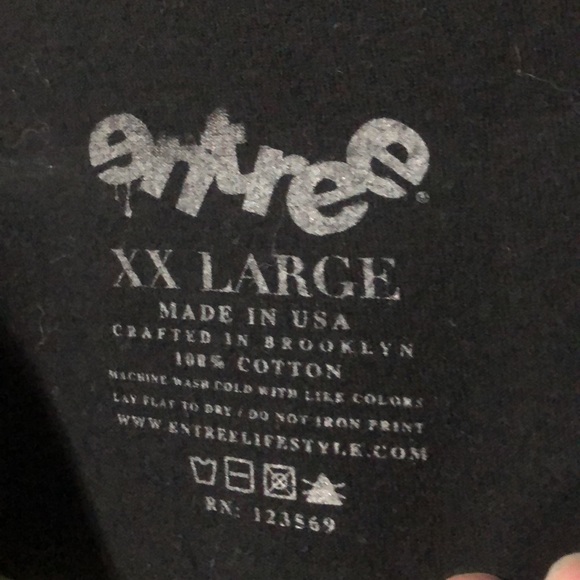 entree®
XX LARGE
MADE IN USA
CRAFTED IN BROOKLYN
100% COTTON
MACHINE WASH COLD WITH LIKE COLORS
LAY FLAT TO DRY / DO NOT IRON PRINT
WWW.ENTREELIFESTYLE.COM
RN: 123569